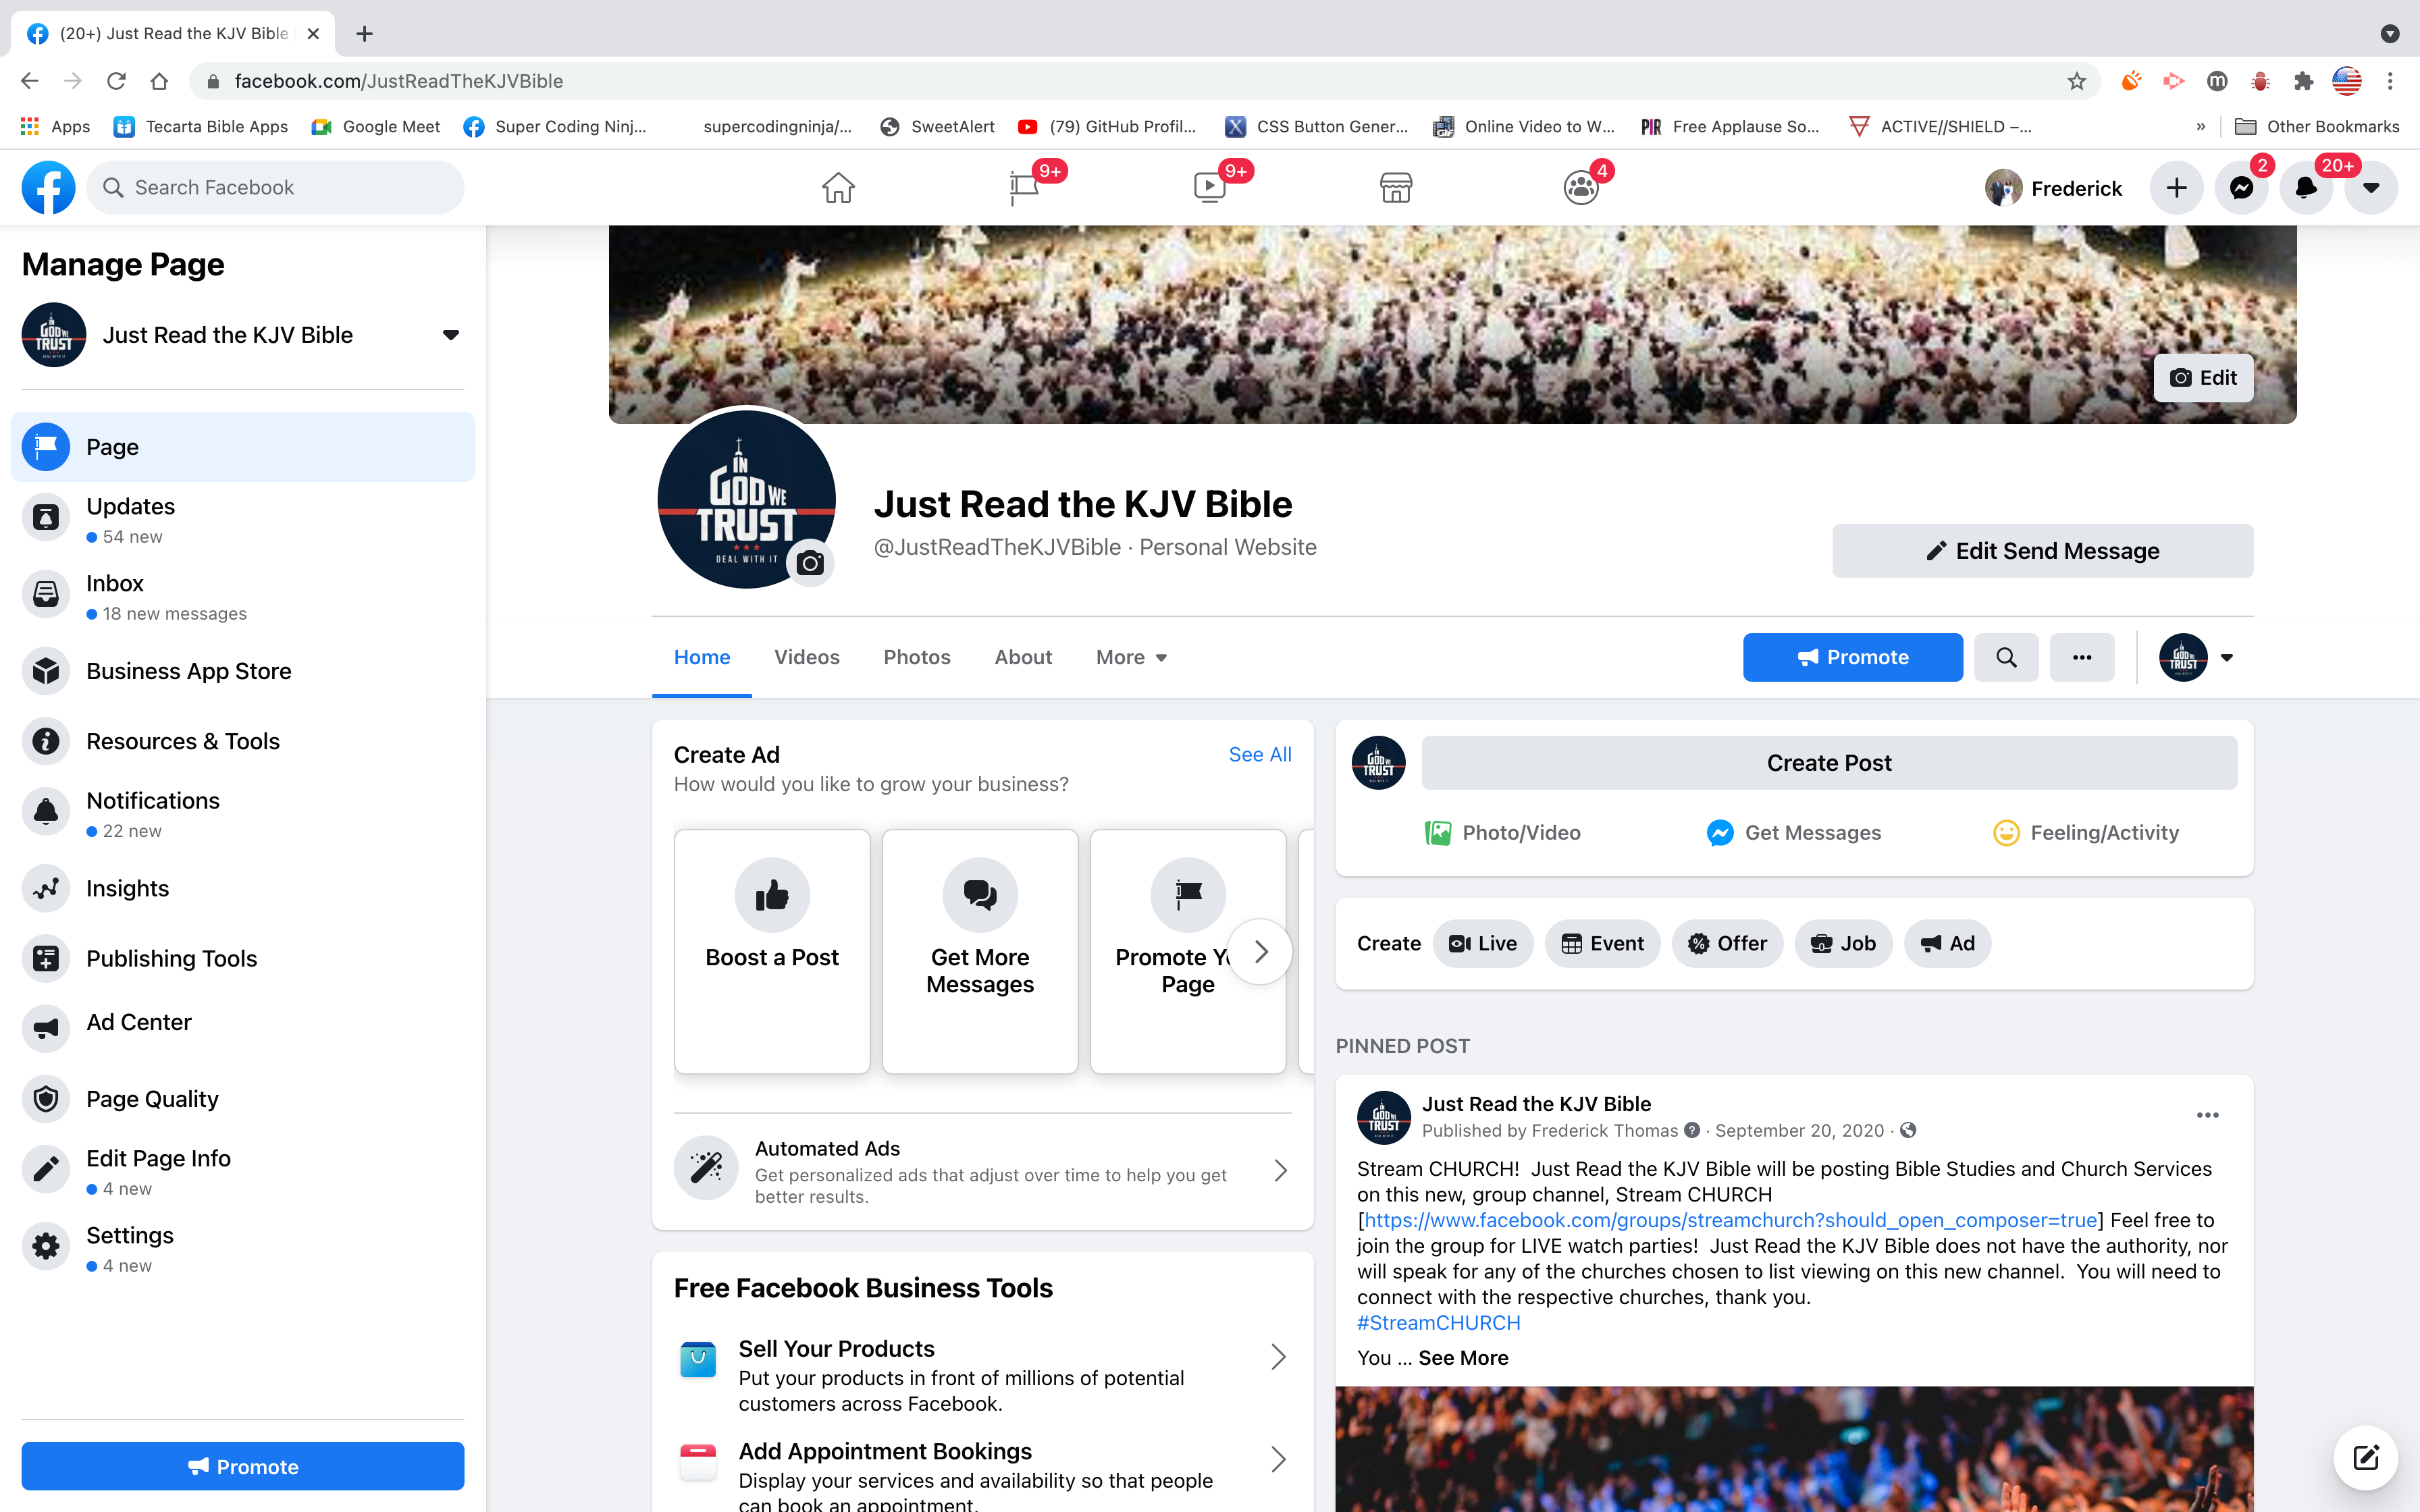 (20+) Just Read the KJV Bible
facebook.com/JustReadTheKJVBible
Apps
Tecarta Bible Apps
Google Meet
Super Coding Ninj...
supercodingninja/...
SweetAlert
(79) GitHub Profil...
CSS Button Gener...
Online Video to W...
PIR
Free Applause So...
ACTIVE//SHIELD –...
»
Other Bookmarks
Search Facebook
9+
9+
4
Frederick
2
20+
Manage Page
IN GOD WE TRUST
Just Read the KJV Bible
Page
Updates
54 new
Inbox
18 new messages
Business App Store
Resources & Tools
Notifications
22 new
Insights
Publishing Tools
Ad Center
Page Quality
Edit Page Info
4 new
Settings
4 new
Promote
Edit
IN
GOD WE
TRUST
DEAL WITH IT
Just Read the KJV Bible
@JustReadTheKJVBible · Personal Website
Edit Send Message
Home
Videos
Photos
About
More
Promote
Create Ad
See All
How would you like to grow your business?
Boost a Post
Get More
Messages
Promote Y
Page
Automated Ads
Get personalized ads that adjust over time to help you get
better results.
Free Facebook Business Tools
Sell Your Products
Put your products in front of millions of potential
customers across Facebook.
Add Appointment Bookings
Display your services and availability so that people
can book an appointment.
Create Post
Photo/Video
Get Messages
Feeling/Activity
Create
Live
Event
Offer
Job
Ad
PINNED POST
Just Read the KJV Bible
Published by Frederick Thomas · September 20, 2020 ·
Stream CHURCH!  Just Read the KJV Bible will be posting Bible Studies and Church Services
on this new, group channel, Stream CHURCH
[https://www.facebook.com/groups/streamchurch?should_open_composer=true] Feel free to
join the group for LIVE watch parties!  Just Read the KJV Bible does not have the authority, nor
will speak for any of the churches chosen to list viewing on this new channel.  You will need to
connect with the respective churches, thank you.
#StreamCHURCH
You ... See More